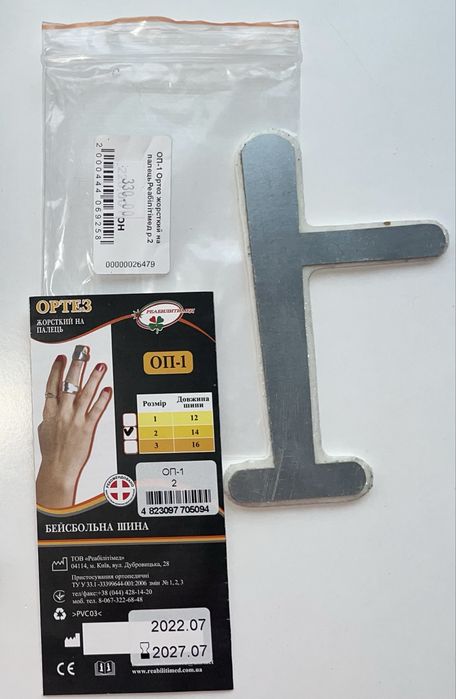 ОП-1 Ортез жорсткий на
палецьРеабілітімед р.2
330.00
2000444069258
00000026479
ОРТЕЗ
ЖОРСТКИЙ НА
ПАЛЕЦЬ
РЕАБІЛІТІМЕД
ОП-1
Розмір Довжина шини
1 12
2 14
3 16
ОП-1
2
4 823097 705094
РЕКОМЕНДОВАНО
БЕЙСБОЛЬНА ШИНА
ТОВ «Реабілітімед»
04114, м. Київ, вул. Дубровицька, 28
Пристосування ортопедичні
ТУ У 33.1-33399644-001:2006 змін № 1, 2, 3
тел/факс:+38 (044) 428-14-20
моб. тел. 8-067-322-68-48
>PVC03<
2022.07
2027.07
CE
www.reabilitimed.com.ua